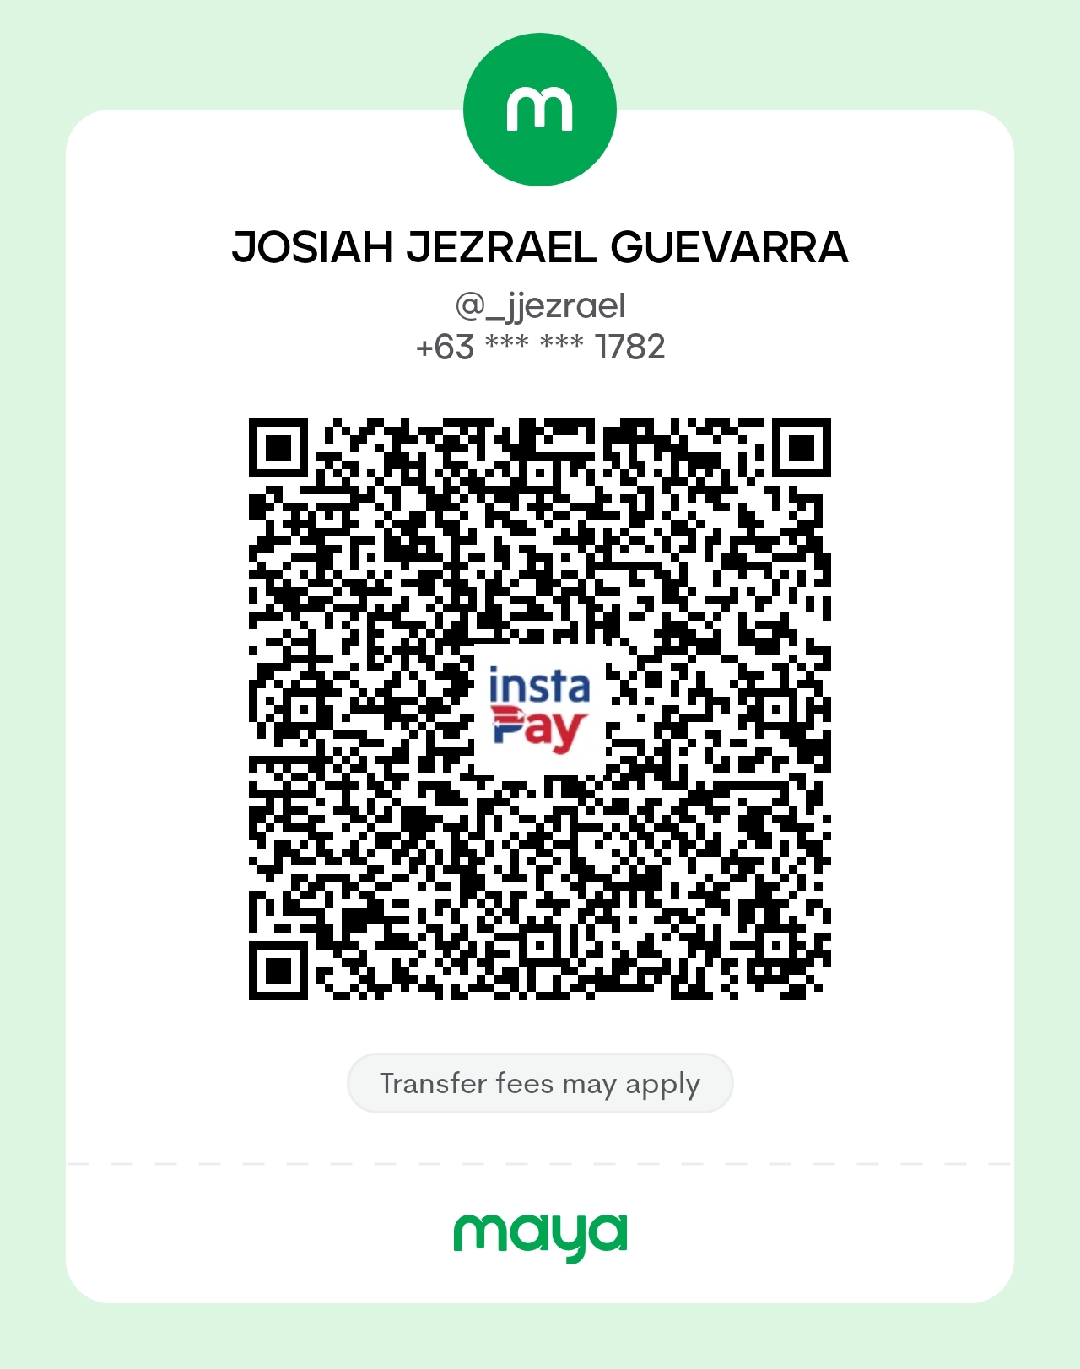 m
JOSIAH JEZRAEL GUEVARRA
@_jjezrael
+63 *** *** 1782
insta
Pay
Transfer fees may apply
maya